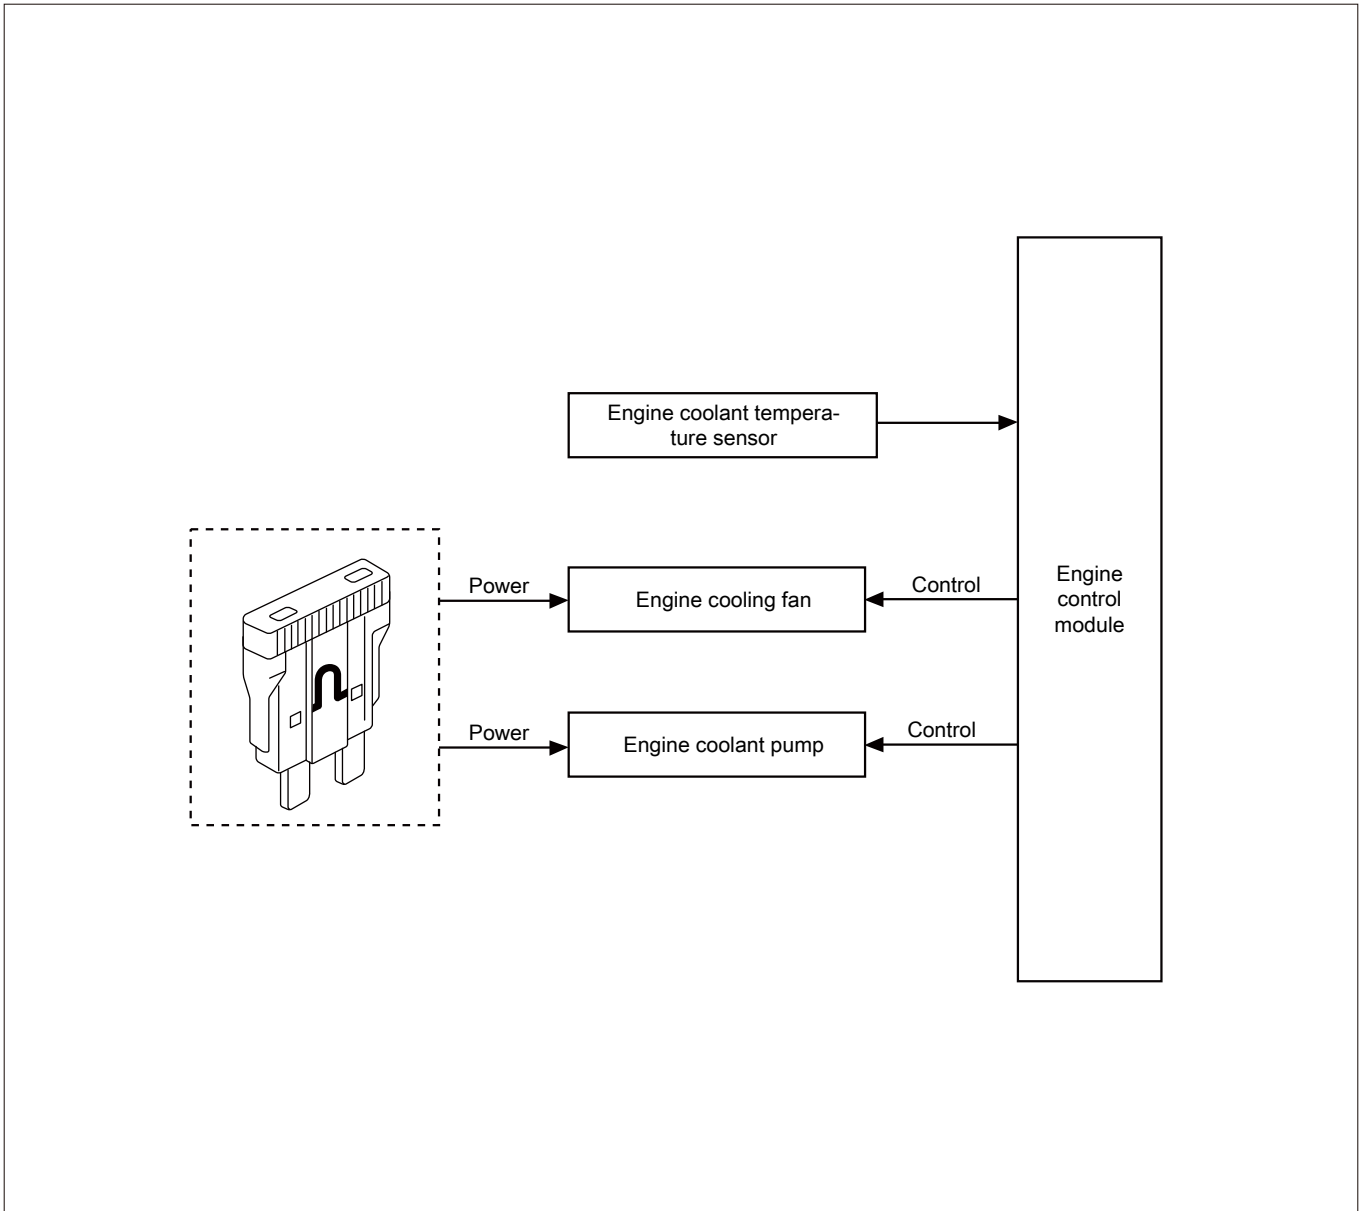 Engine coolant tempera-
ture sensor
Power
Engine cooling fan
Control
Engine
control
module
Power
Engine coolant pump
Control